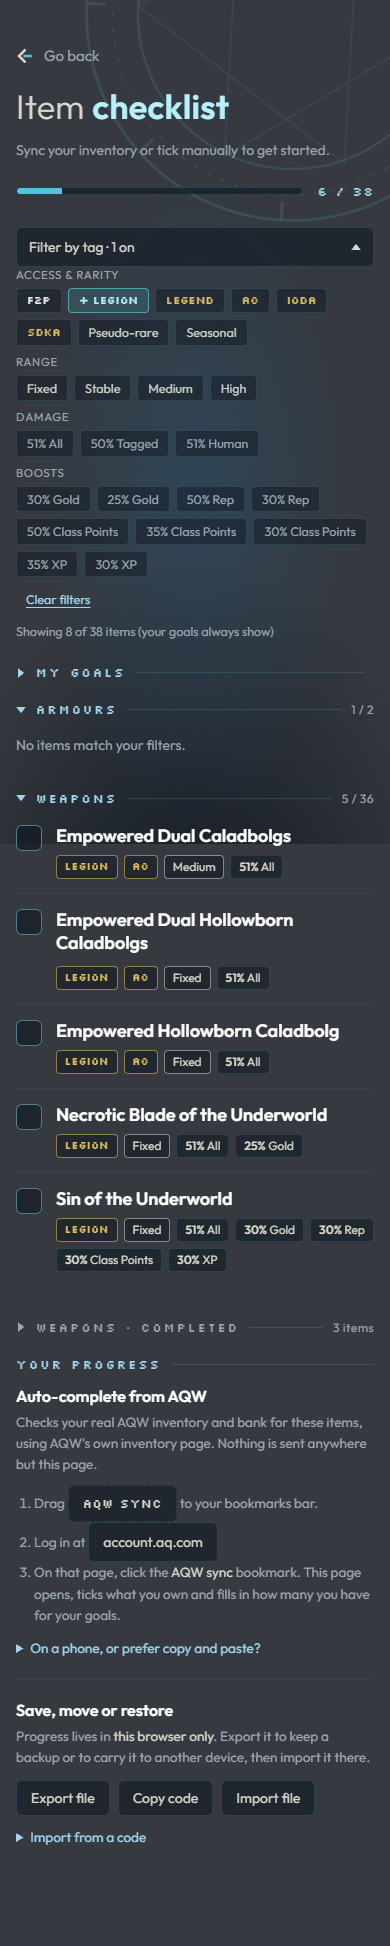 Go back
Item checklist
Sync your inventory or tick manually to get started.
6 / 38
Filter by tag · 1 on
ACCESS & RARITY
F2P + LEGION LEGEND AC IODA
SDKA Pseudo-rare Seasonal
RANGE
Fixed Stable Medium High
DAMAGE
51% All 50% Tagged 51% Human
BOOSTS
30% Gold 25% Gold 50% Rep 30% Rep
50% Class Points 35% Class Points 30% Class Points
35% XP 30% XP
Clear filters
Showing 8 of 38 items (your goals always show)
MY GOALS
ARMOURS 1 / 2
No items match your filters.
WEAPONS 5 / 36
Empowered Dual Caladbolgs
LEGION AC Medium 51% All
Empowered Dual Hollowborn
Caladbolgs
LEGION AC Fixed 51% All
Empowered Hollowborn Caladbolg
LEGION AC Fixed 51% All
Necrotic Blade of the Underworld
LEGION Fixed 51% All 25% Gold
Sin of the Underworld
LEGION Fixed 51% All 30% Gold 30% Rep
30% Class Points 30% XP
WEAPONS · COMPLETED 3 items
YOUR PROGRESS
Auto-complete from AQW
Checks your real AQW inventory and bank for these items,
using AQW's own inventory page. Nothing is sent anywhere
but this page.
1. Drag AQW SYNC to your bookmarks bar.
2. Log in at account.aq.com
3. On that page, click the AQW sync bookmark. This page
opens, ticks what you own and fills in how many you have
for your goals.
On a phone, or prefer copy and paste?
Save, move or restore
Progress lives in this browser only. Export it to keep a
backup or to carry it to another device, then import it there.
Export file Copy code Import file
Import from a code